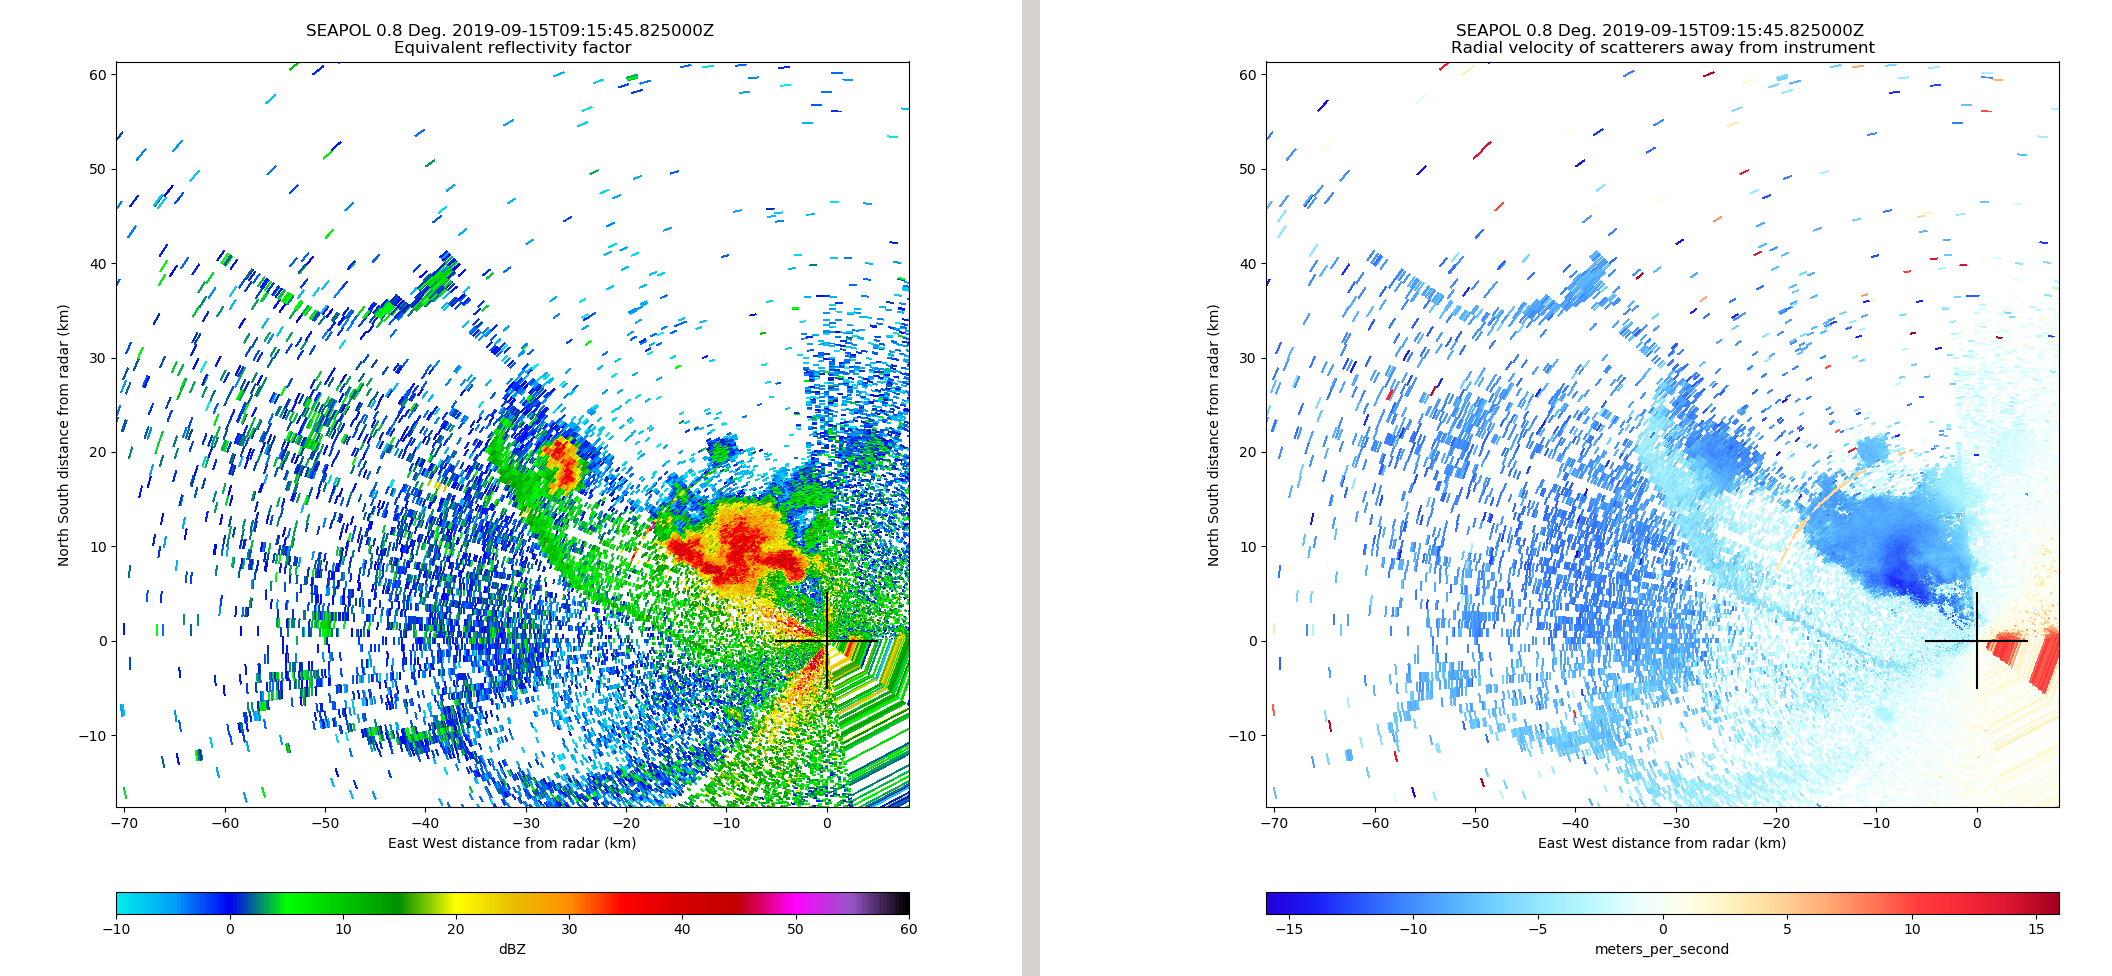 SEAPOL 0.8 Deg. 2019-09-15T09:15:45.825000Z
Equivalent reflectivity factor
North South distance from radar (km)
60
50
40
30
20
10
0
−10
−70 −60 −50 −40 −30 −20 −10 0
East West distance from radar (km)
−10 0 10 20 30 40 50 60
dBZ
SEAPOL 0.8 Deg. 2019-09-15T09:15:45.825000Z
Radial velocity of scatterers away from instrument
North South distance from radar (km)
60
50
40
30
20
10
0
−10
−70 −60 −50 −40 −30 −20 −10 0
East West distance from radar (km)
−15 −10 −5 0 5 10 15
meters_per_second